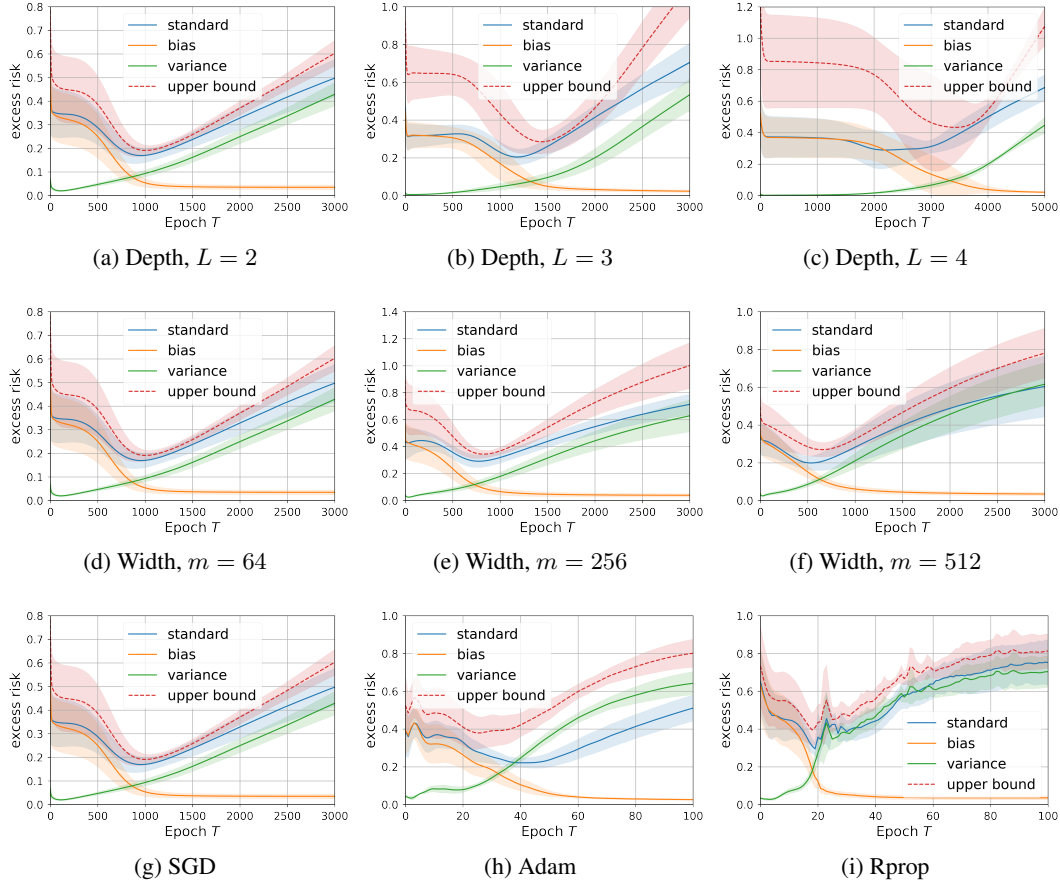 0.8
0.7
0.6
0.5
0.4
0.3
0.2
0.1
0.0
excess risk
standard
bias
variance
upper bound
0 500 1000 1500 2000 2500 3000
Epoch T
(a) Depth, L = 2
1.0
0.8
0.6
0.4
0.2
0.0
excess risk
standard
bias
variance
upper bound
0 500 1000 1500 2000 2500 3000
Epoch T
(b) Depth, L = 3
1.2
1.0
0.8
0.6
0.4
0.2
0.0
excess risk
standard
bias
variance
upper bound
0 1000 2000 3000 4000 5000
Epoch T
(c) Depth, L = 4
0.8
0.7
0.6
0.5
0.4
0.3
0.2
0.1
0.0
excess risk
standard
bias
variance
upper bound
0 500 1000 1500 2000 2500 3000
Epoch T
(d) Width, m = 64
1.4
1.2
1.0
0.8
0.6
0.4
0.2
0.0
excess risk
standard
bias
variance
upper bound
0 500 1000 1500 2000 2500 3000
Epoch T
(e) Width, m = 256
1.0
0.8
0.6
0.4
0.2
0.0
excess risk
standard
bias
variance
upper bound
0 500 1000 1500 2000 2500 3000
Epoch T
(f) Width, m = 512
0.8
0.7
0.6
0.5
0.4
0.3
0.2
0.1
0.0
excess risk
standard
bias
variance
upper bound
0 500 1000 1500 2000 2500 3000
Epoch T
(g) SGD
1.0
0.8
0.6
0.4
0.2
0.0
excess risk
standard
bias
variance
upper bound
0 20 40 60 80 100
Epoch T
(h) Adam
1.0
0.8
0.6
0.4
0.2
0.0
excess risk
standard
bias
variance
upper bound
0 20 40 60 80 100
Epoch T
(i) Rprop